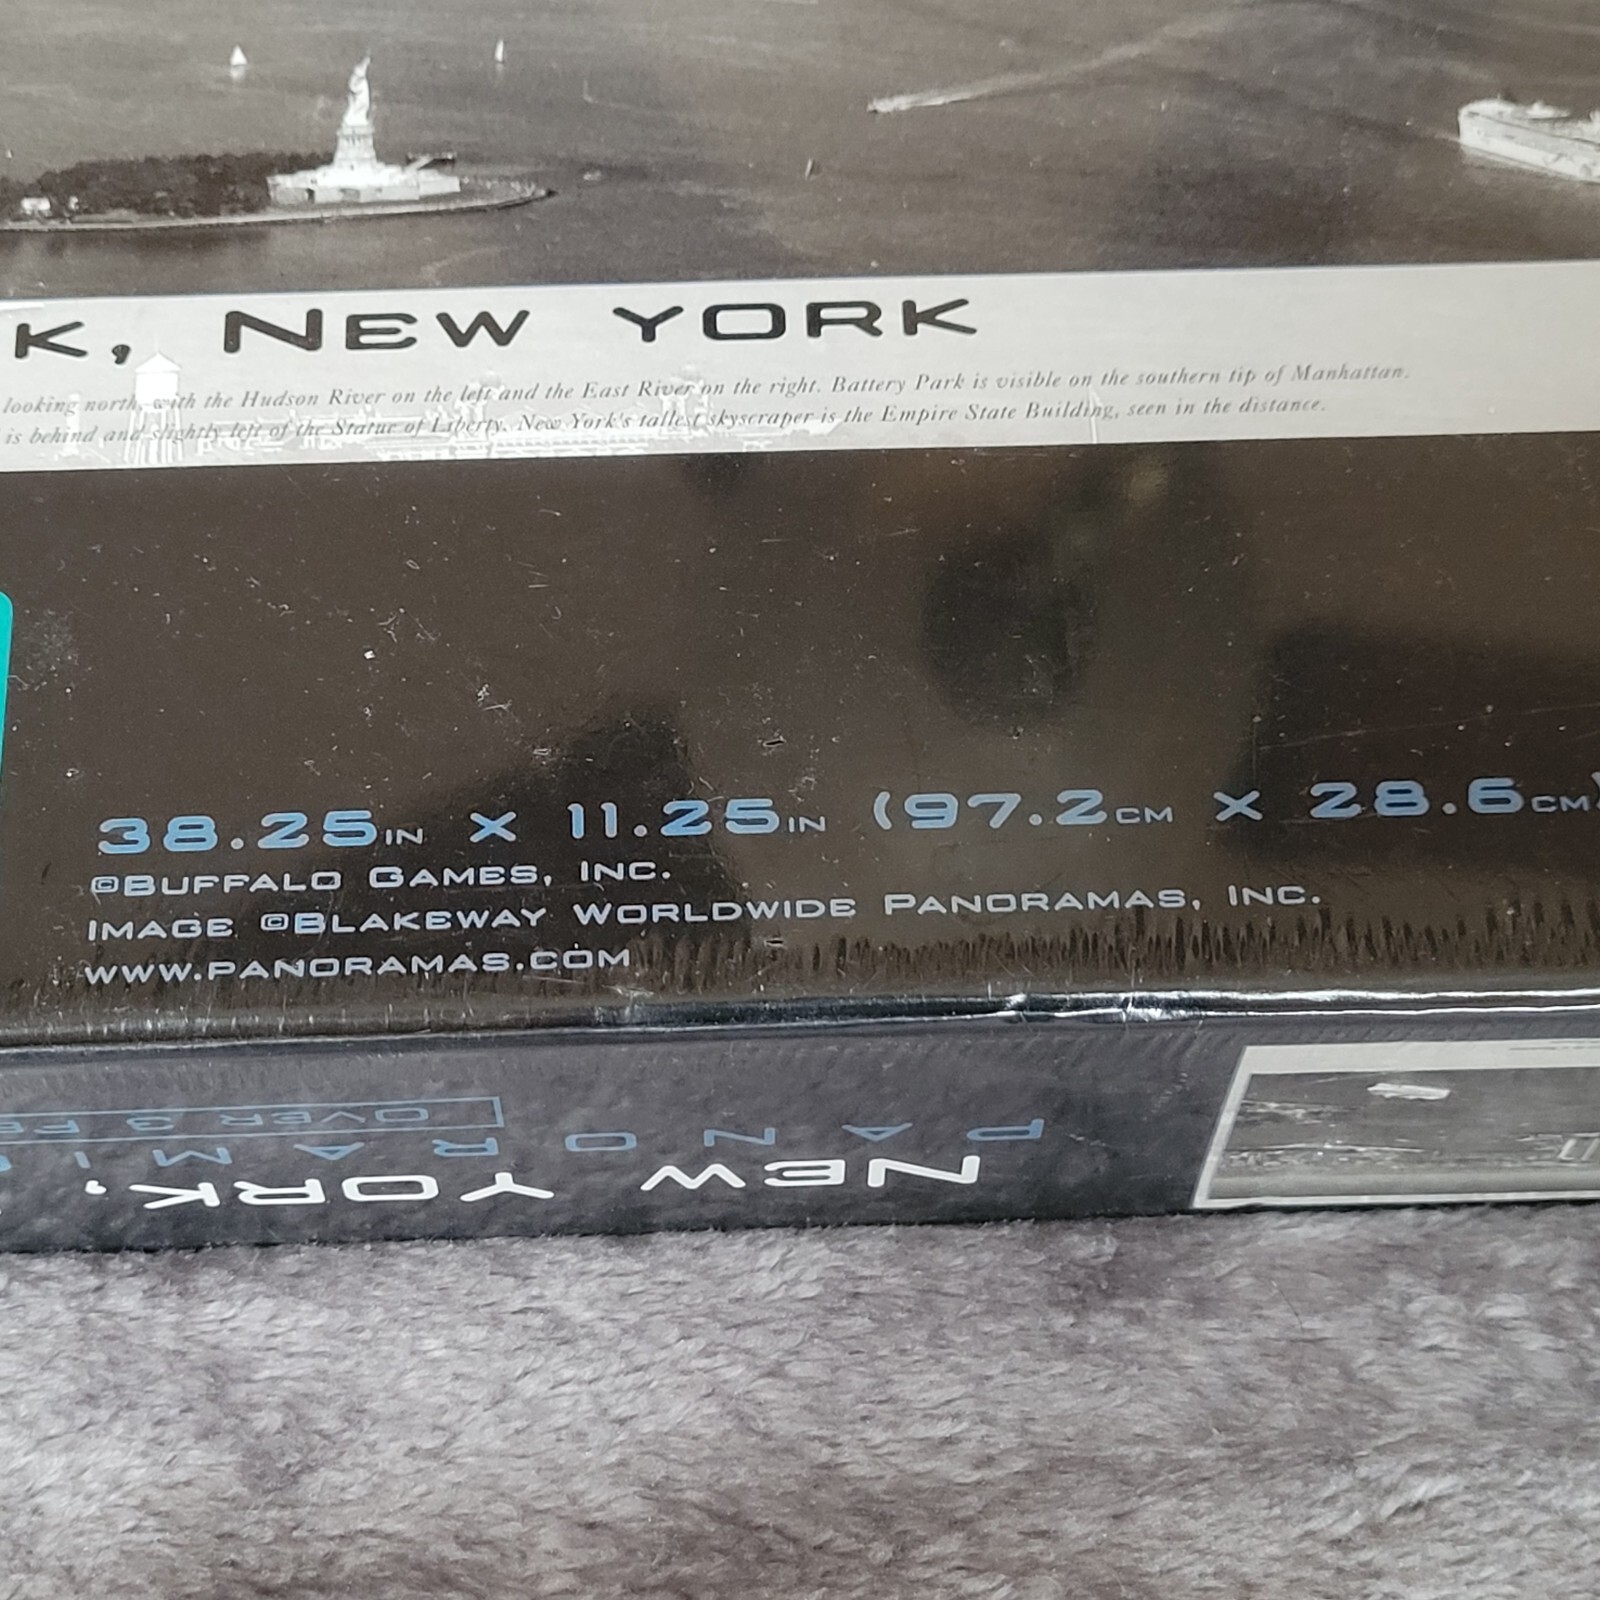 K, NEW YORK
looking north, with the Hudson River on the left and the East River on the right. Battery Park is visible on the southern tip of Manhattan.
is behind and slightly left of the Statue of Liberty. New York's tallest skyscraper is the Empire State Building, seen in the distance.
38.25IN X 11.25IN (97.2CM X 28.6CM)
©BUFFALO GAMES, INC.
IMAGE ©BLAKEWAY WORLDWIDE PANORAMAS, INC.
WWW.PANORAMAS.COM
NEW YORK,
PANORAMI
OVER 3 FE